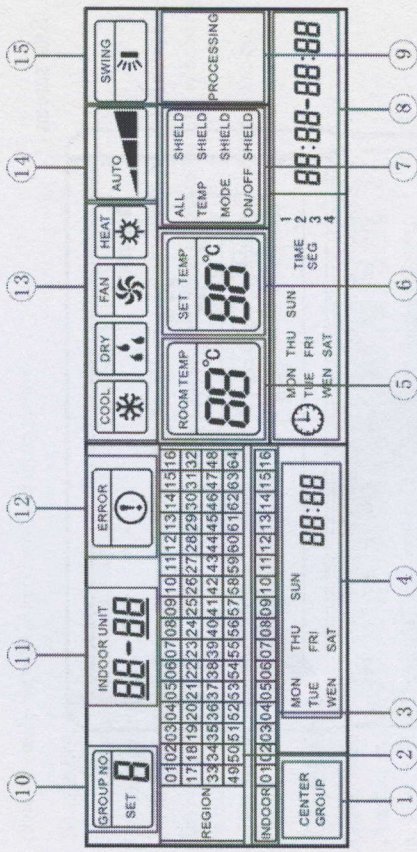 ⑩ ⑪ ⑫ ⑬ ⑭ ⑮
GROUP NO.
SET 8
INDOOR UNIT
88-88
ERROR
COOL DRY FAN HEAT
AUTO
SWING
REGION
01 02 03 04 05 06 07 08 09 10 11 12 13 14 15 16
17 18 19 20 21 22 23 24 25 26 27 28 29 30 31 32
33 34 35 36 37 38 39 40 41 42 43 44 45 46 47 48
49 50 51 52 53 54 55 56 57 58 59 60 61 62 63 64
INDOOR 01 02 03 04 05 06 07 08 09 10 11 12 13 14 15 16
ROOM TEMP
88°C
SET TEMP
88°C
ALL SHIELD
TEMP SHIELD
MODE SHIELD
ON/OFF SHIELD
PROCESSING
CENTER
GROUP
MON THU SUN
TUE FRI
WEN SAT
88:88
MON THU SUN
TUE FRI
WEN SAT
TIME
SEG
1
2
3
4
88:88-88:88
① ② ③ ④ ⑤ ⑥ ⑦ ⑧ ⑨